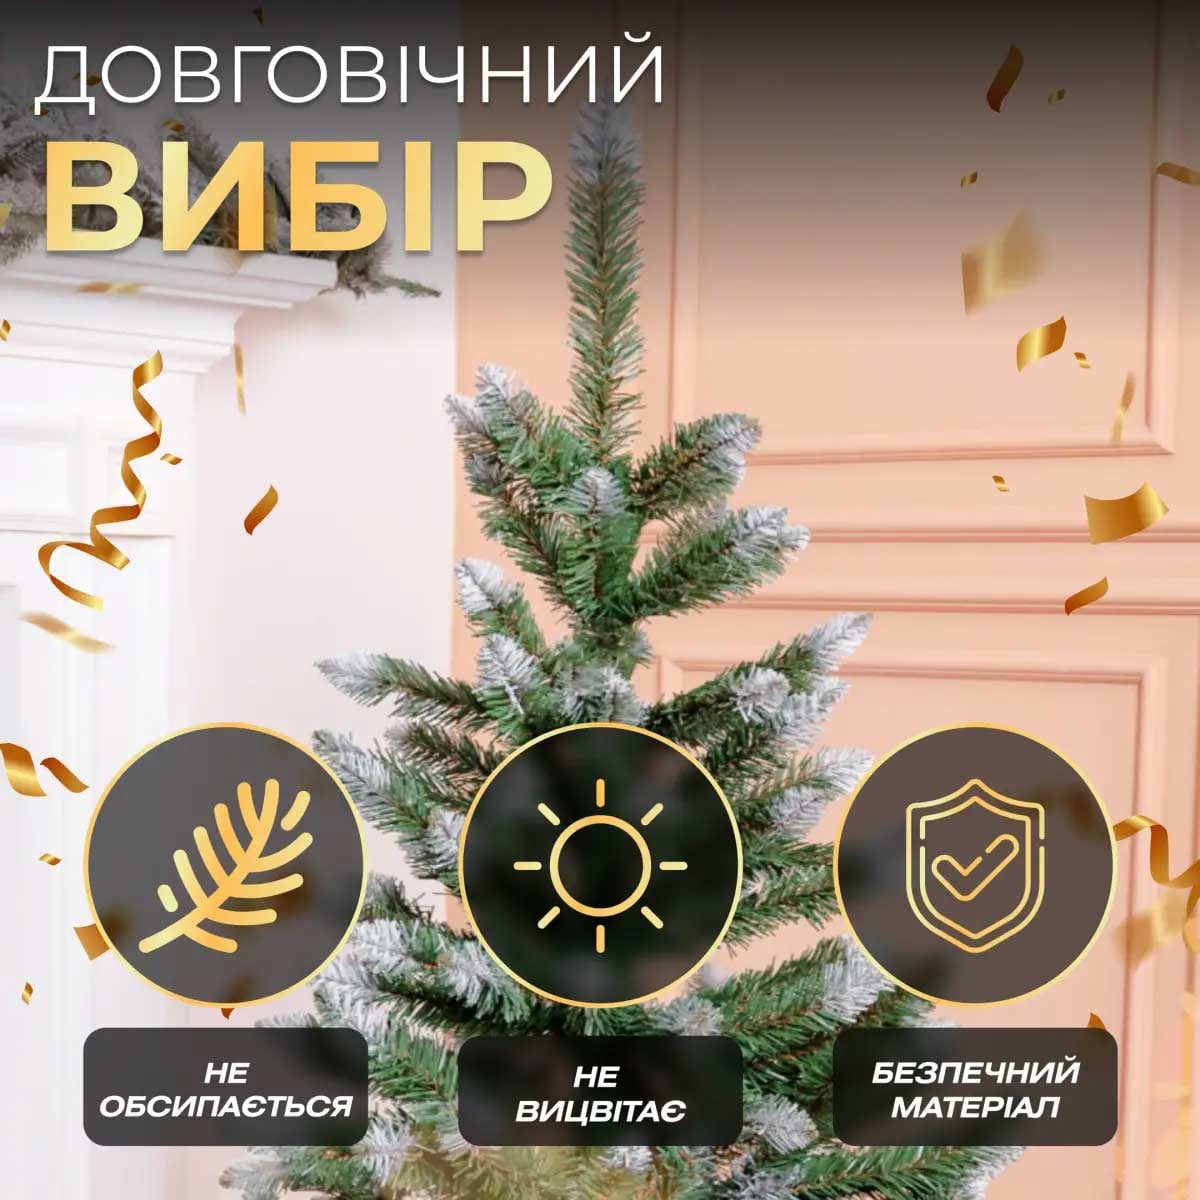 ДОВГОВІЧНИЙ
ВИБІР
НЕ
ОБСИПАЄТЬСЯ
НЕ
ВИЦВІТАЄ
БЕЗПЕЧНИЙ
МАТЕРІАЛ